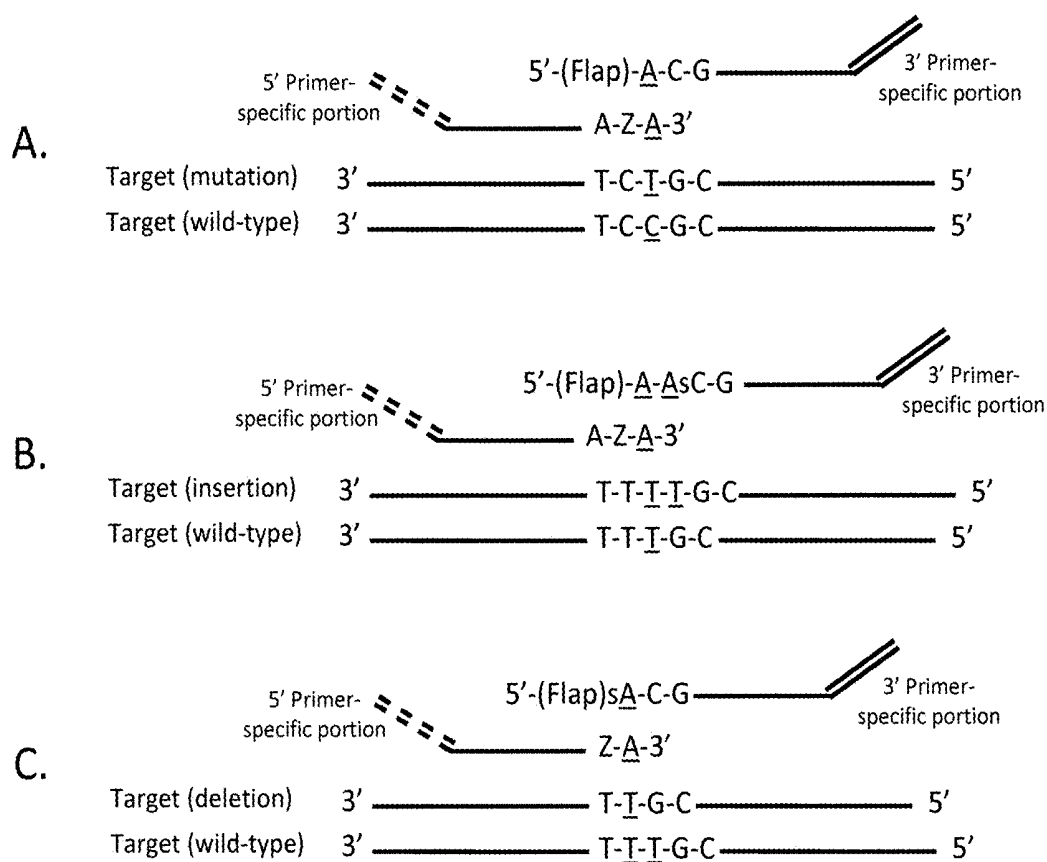 5'-(Flap)-A-C-G
3' Primer-
specific portion
5' Primer-
specific portion
A-Z-A-3'
A.
Target (mutation) 3' T-C-T-G-C 5'
Target (wild-type) 3' T-C-C-G-C 5'
5'-(Flap)-A-AsC-G
3' Primer-
specific portion
5' Primer-
specific portion
A-Z-A-3'
B.
Target (insertion) 3' T-T-T-T-G-C 5'
Target (wild-type) 3' T-T-T-G-C 5'
5'-(Flap)sA-C-G
3' Primer-
specific portion
5' Primer-
specific portion
Z-A-3'
C.
Target (deletion) 3' T-T-G-C 5'
Target (wild-type) 3' T-T-T-G-C 5'